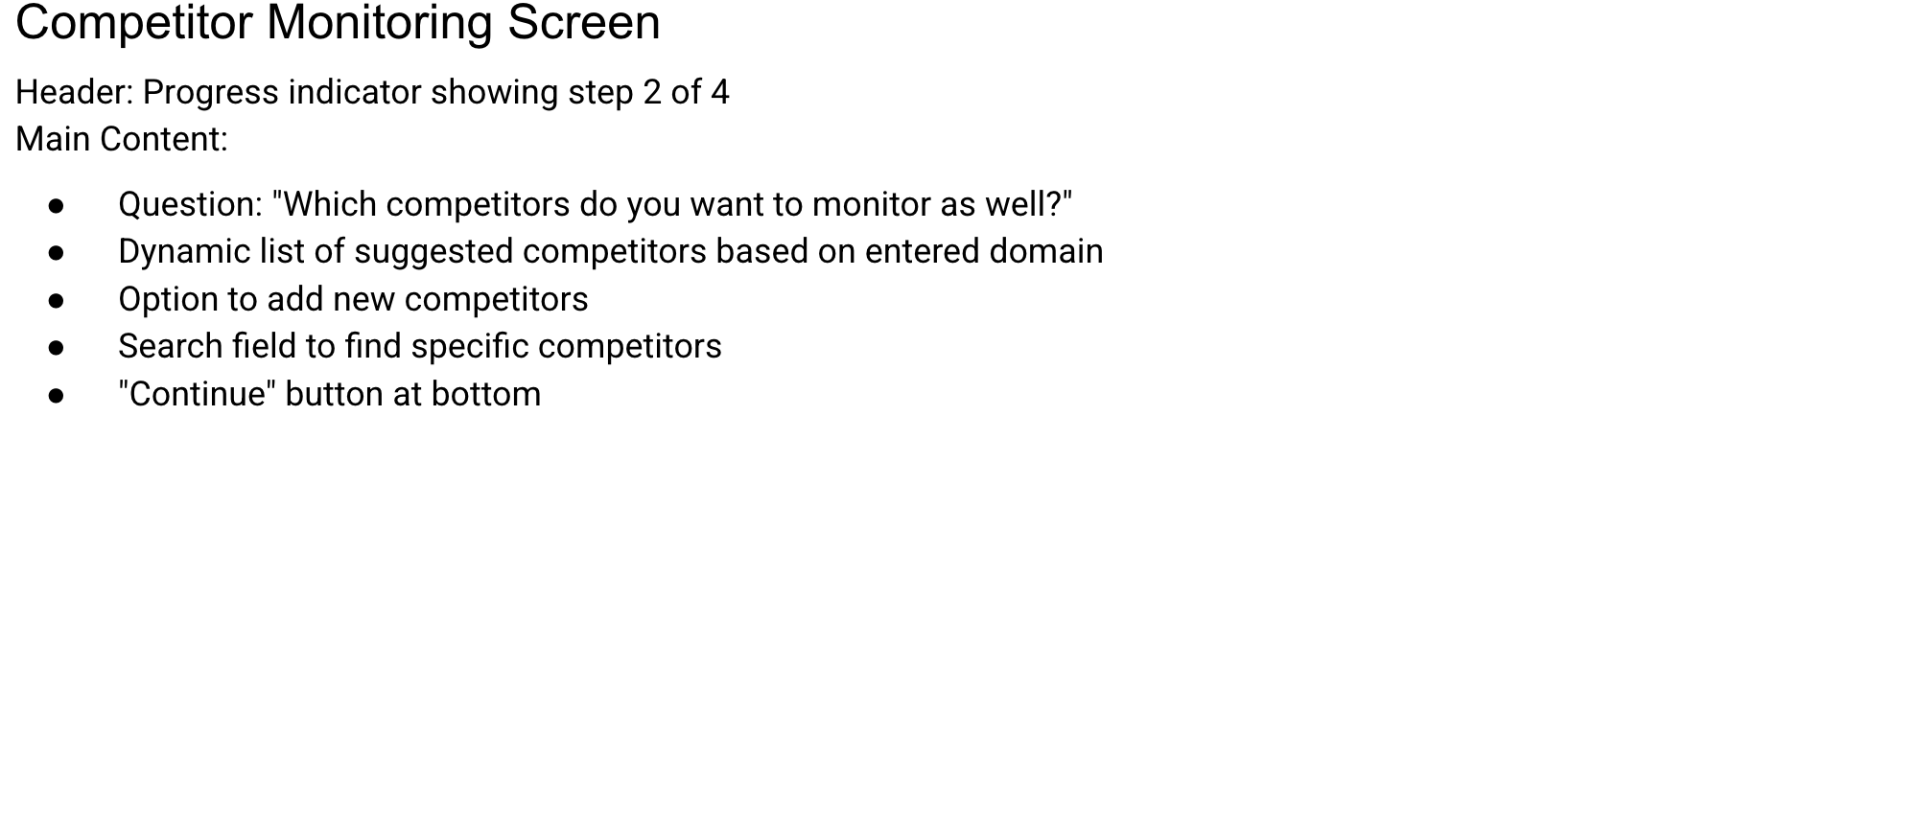 Competitor Monitoring Screen
Header: Progress indicator showing step 2 of 4
Main Content:
● Question: "Which competitors do you want to monitor as well?"
● Dynamic list of suggested competitors based on entered domain
● Option to add new competitors
● Search field to find specific competitors
● "Continue" button at bottom